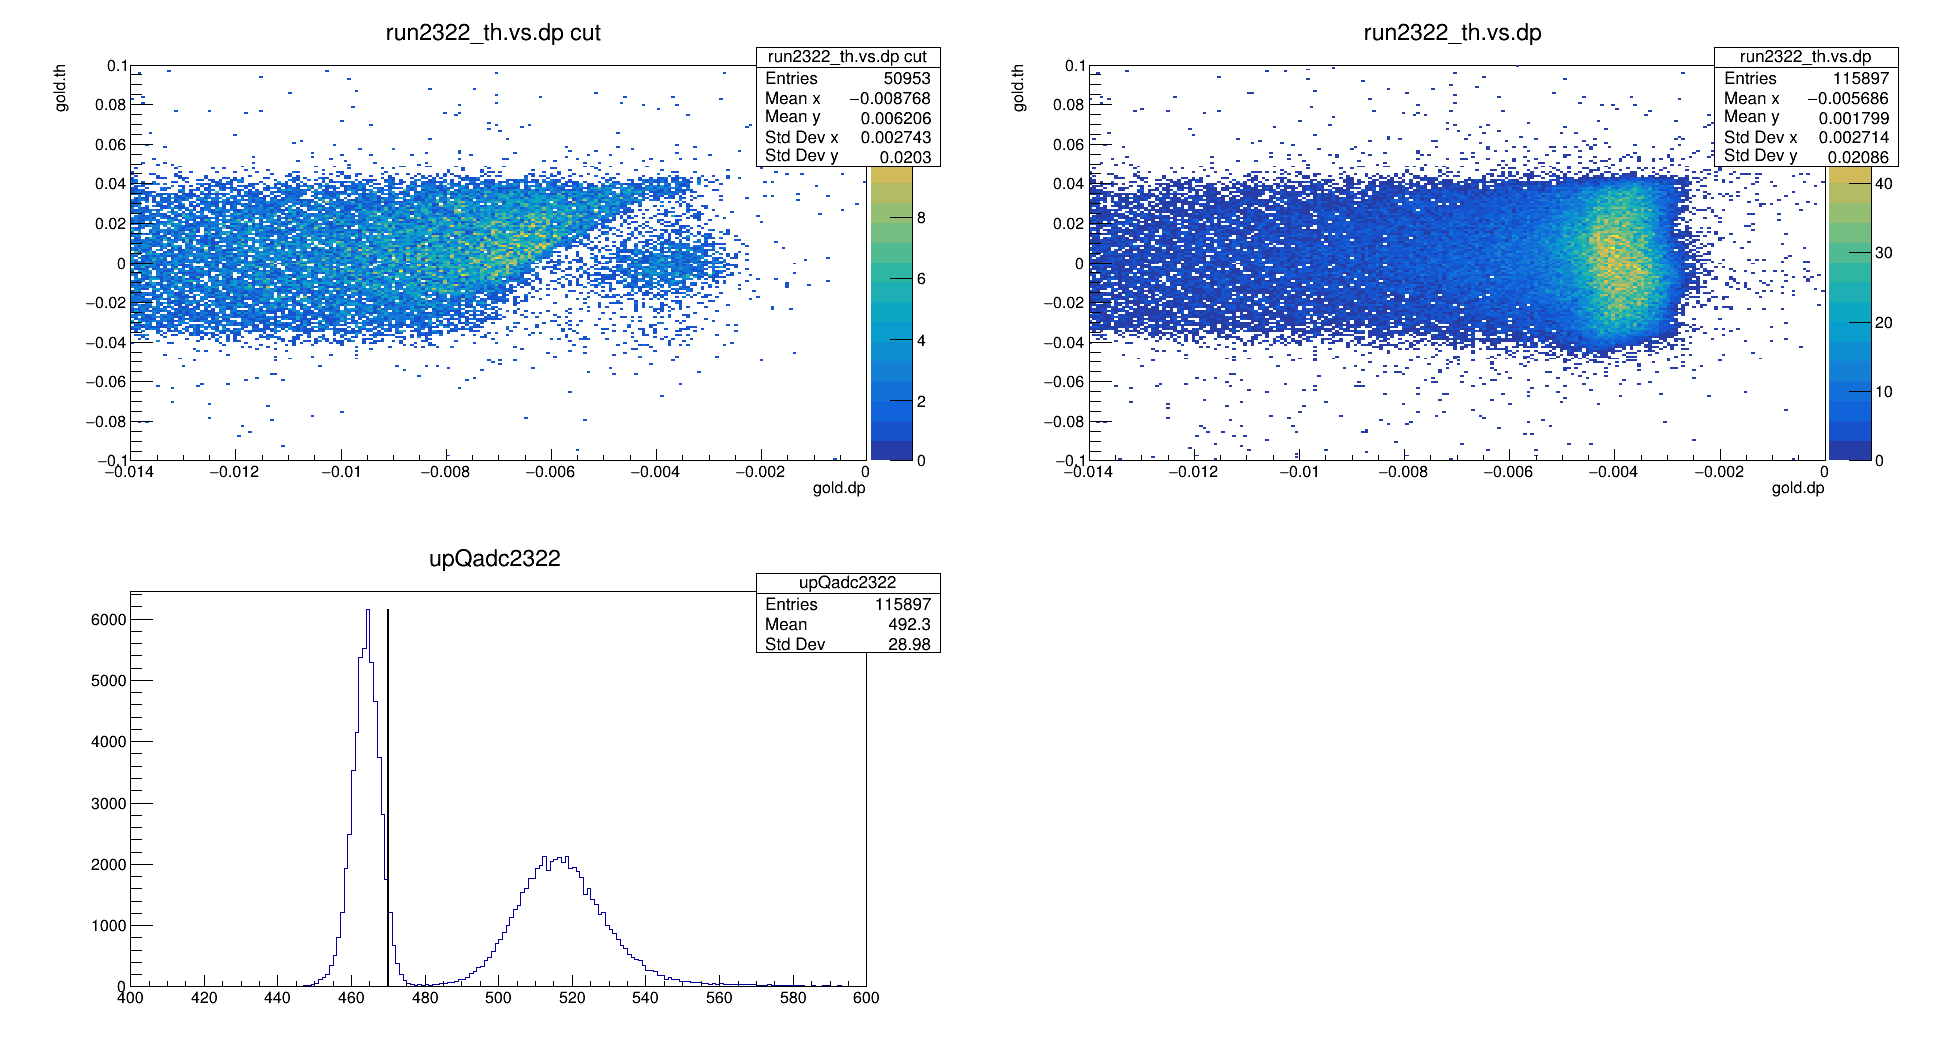 run2322_th.vs.dp cut
gold.th
run2322_th.vs.dp cut
Entries 50953
Mean x −0.008768
Mean y 0.006206
Std Dev x 0.002743
Std Dev y 0.0203
0.1
0.08
0.06
0.04
0.02
0
−0.02
−0.04
−0.06
−0.08
−0.1
−0.014 −0.012 −0.01 −0.008 −0.006 −0.004 −0.002 0
gold.dp
8
6
4
2
0
run2322_th.vs.dp
gold.th
run2322_th.vs.dp
Entries 115897
Mean x −0.005686
Mean y 0.001799
Std Dev x 0.002714
Std Dev y 0.02086
0.1
0.08
0.06
0.04
0.02
0
−0.02
−0.04
−0.06
−0.08
−0.1
−0.014 −0.012 −0.01 −0.008 −0.006 −0.004 −0.002 0
gold.dp
40
30
20
10
0
upQadc2322
upQadc2322
Entries 115897
Mean 492.3
Std Dev 28.98
6000
5000
4000
3000
2000
1000
0
400 420 440 460 480 500 520 540 560 580 600